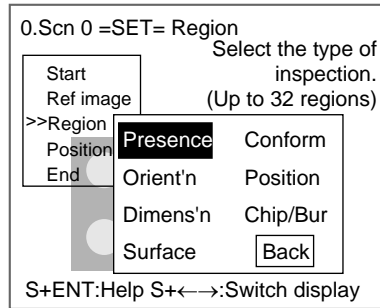 0.Scn 0 =SET= Region
Select the type of
inspection.
(Up to 32 regions)
Start
Ref image
>>Region
Position
End
Presence Conform
Orient'n Position
Dimens'n Chip/Bur
Surface Back
S+ENT:Help S+←→:Switch display